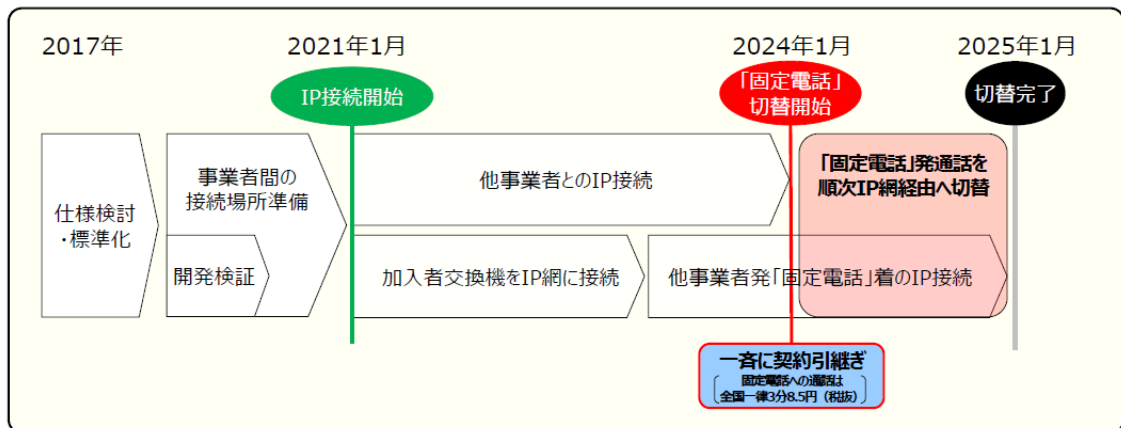 2017年
2021年1月
2024年1月
2025年1月
IP接続開始
「固定電話」
切替開始
切替完了
仕様検討
・標準化
事業者間の
接続場所準備
開発検証
他事業者とのIP接続
加入者交換機をIP網に接続
他事業者発「固定電話」着のIP接続
「固定電話」発通話を
順次IP網経由へ切替
一斉に契約引継ぎ
固定電話への通話は
全国一律3分8.5円（税抜）